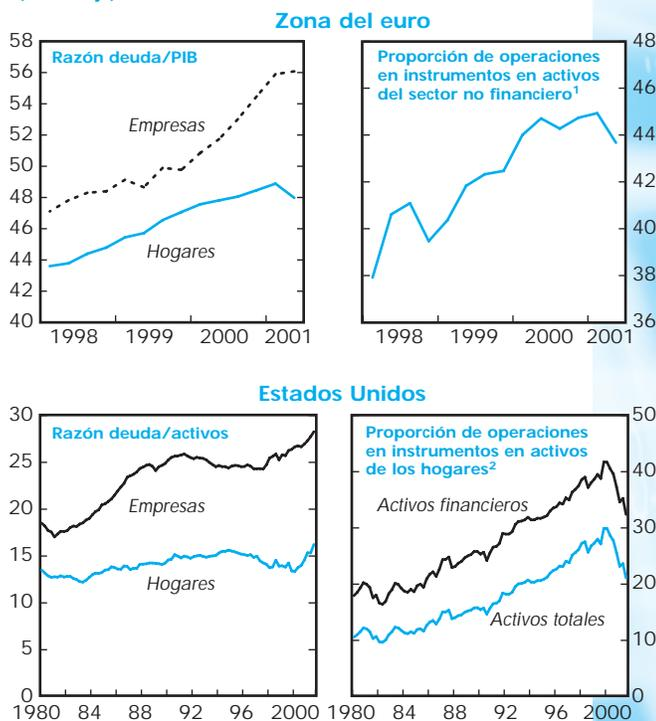 Zona del euro
Razón deuda/PIB
58
56
54
52
50
48
46
44
42
40
Empresas
Hogares
1998 1999 2000 2001
Proporción de operaciones
en instrumentos en activos
del sector no financiero¹
48
46
44
42
40
38
36
1998 1999 2000 2001
Estados Unidos
Razón deuda/activos
30
25
20
15
10
5
0
Empresas
Hogares
1980 84 88 92 96 2000
Proporción de operaciones
en instrumentos en activos
de los hogares²
50
40
30
20
10
0
Activos financieros
Activos totales
1980 84 88 92 96 2000